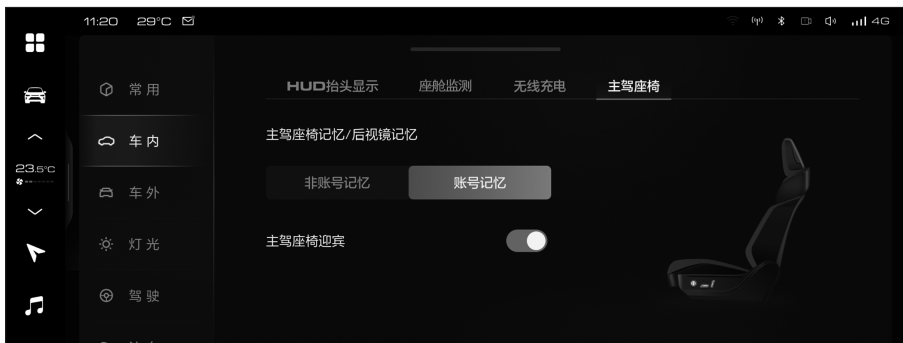 11:20 29°C
4G
HUD抬头显示 座舱监测 无线充电 主驾座椅
常用
主驾座椅记忆/后视镜记忆
车内
23.5°C
非账号记忆 账号记忆
车外
主驾座椅迎宾
灯光
驾驶